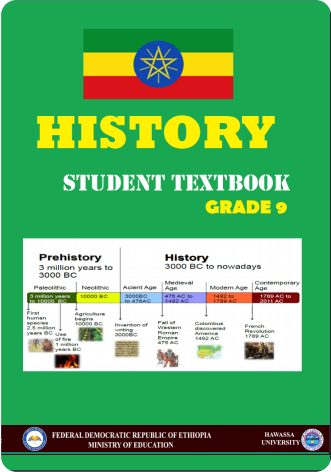 HISTORY
STUDENT TEXTBOOK
GRADE 9
Prehistory
3 million years to
3000 BC
History
3000 BC to nowadays
Paleolithic
Neolithic
Acient Age
Medieval
Age
Modern Age
Contemporary
Age
3 million years
to 10000 BC
10000 BC
3000BC
to 476AC
476 AC to
1492 AC
1492 to
1789 AC
1789 AC to
2011 AC
First
human
species
2.5 million
years BC
Use
of fire 1
million
years BC
Agriculture
begins
10000 BC
Invention of
writing
3000BC
Fall of
Western
Roman
Empire
476 AC
Columbus
discovered
America
1492 AC
French
Revolution
1789 AC
FEDERAL DEMOCRATIC REPUBLIC OF ETHIOPIA
MINISTRY OF EDUCATION
HAWASSA
UNIVERSITY